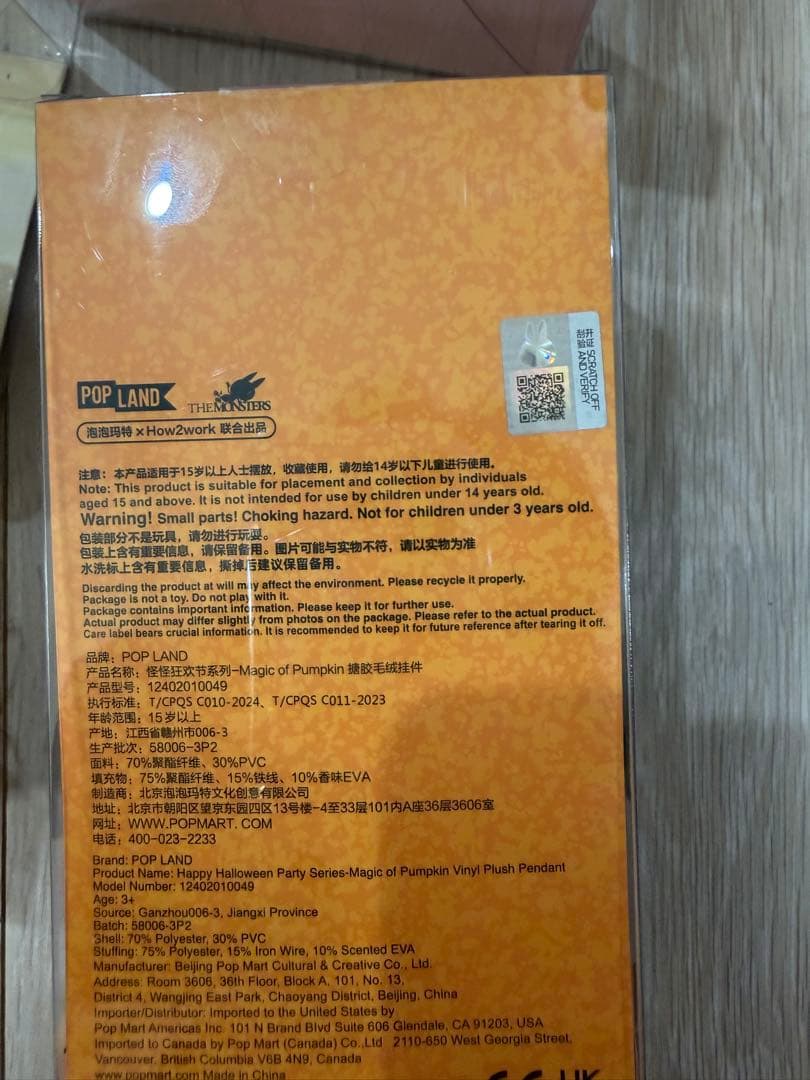 POP LAND
THE MONSTERS
泡泡玛特 × How2work 联合出品
刮开验证
SCRATCH OFF
AND VERIFY
注意：本产品适用于15岁以上人士摆放，收藏使用，请勿给14岁以下儿童进行使用。
Note: This product is suitable for placement and collection by individuals
aged 15 and above. It is not intended for use by children under 14 years old.
Warning! Small parts! Choking hazard. Not for children under 3 years old.
包装部分不是玩具，请勿进行玩耍。
包装上含有重要信息，请保留备用。图片可能与实物不符，请以实物为准
水洗标上含有重要信息，撕掉后建议保留备用。
Discarding the product at will may affect the environment. Please recycle it properly.
Package is not a toy. Do not play with it.
Package contains important information. Please keep it for further use.
Actual product may differ slightly from photos on the package. Please refer to the actual product.
Care label bears crucial information. It is recommended to keep it for future reference after tearing it off.
品牌：POP LAND
产品名称：怪怪狂欢节系列-Magic of Pumpkin 搪胶毛绒挂件
产品型号：12402010049
执行标准：T/CPQS C010-2024、T/CPQS C011-2023
年龄范围：15岁以上
产地：江西省赣州市006-3
生产批次：58006-3P2
面料：70%聚酯纤维、30%PVC
填充物：75%聚酯纤维、15%铁线、10%香味EVA
制造商：北京泡泡玛特文化创意有限公司
地址：北京市朝阳区望京东园四区13号楼-4至33层101内A座36层3606室
网址：WWW.POPMART. COM
电话：400-023-2233
Brand: POP LAND
Product Name: Happy Halloween Party Series-Magic of Pumpkin Vinyl Plush Pendant
Model Number: 12402010049
Age: 3+
Source: Ganzhou006-3, Jiangxi Province
Batch: 58006-3P2
Shell: 70% Polyester, 30% PVC
Stuffing: 75% Polyester, 15% Iron Wire, 10% Scented EVA
Manufacturer: Beijing Pop Mart Cultural & Creative Co., Ltd.
Address: Room 3606, 36th Floor, Block A, 101, No. 13,
District 4, Wangjing East Park, Chaoyang District, Beijing, China
Importer/Distributor: Imported to the United States by
Pop Mart Americas Inc 101 N Brand Blvd Suite 606 Glendale, CA 91203, USA
Imported to Canada by Pop Mart (Canada) Co.,Ltd 2110-650 West Georgia Street,
Vancouver, British Columbia V6B 4N9, Canada
www.popmart.com Made in China